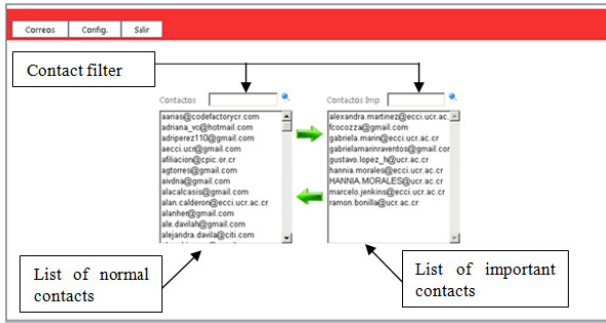 Correos Config. Salir
Contact filter
Contactos
Contactos Imp
aarias@codefactorycr.com
adriana_vc@hotmail.com
adriperez110@gmail.com
aecci.ucr@gmail.com
afiliacion@cpic.or.cr
agtorres@gmail.com
aivdna@gmail.com
alacalcasis@gmail.com
alan.calderon@ecci.ucr.ac.cr
alanher@gmail.com
ale.davilah@gmail.com
alejandra.davila@citi.com
alexandra.martinez@ecci.ucr.ac.
fcocozza@gmail.com
gabriela.marin@ecci.ucr.ac.cr
gabrielamarinraventos@gmail.cor
gustavo.lopez_h@ucr.ac.cr
hannia.morales@ecci.ucr.ac.cr
HANNIA.MORALES@ucr.ac.cr
marcelo.jenkins@ecci.ucr.ac.cr
ramon.bonilla@ucr.ac.cr
List of normal
contacts
List of important
contacts